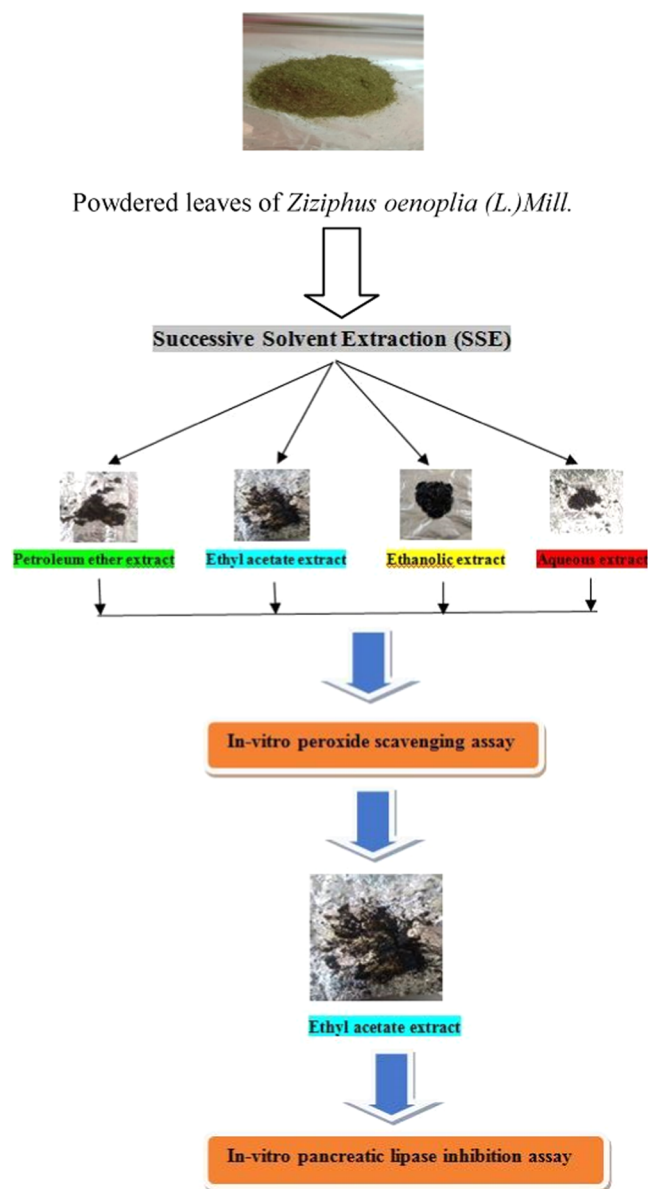 Powdered leaves of Ziziphus oenoplia (L.)Mill.
Successive Solvent Extraction (SSE)
Petroleum ether extract
Ethyl acetate extract
Ethanolic extract
Aqueous extract
In-vitro peroxide scavenging assay
Ethyl acetate extract
In-vitro pancreatic lipase inhibition assay